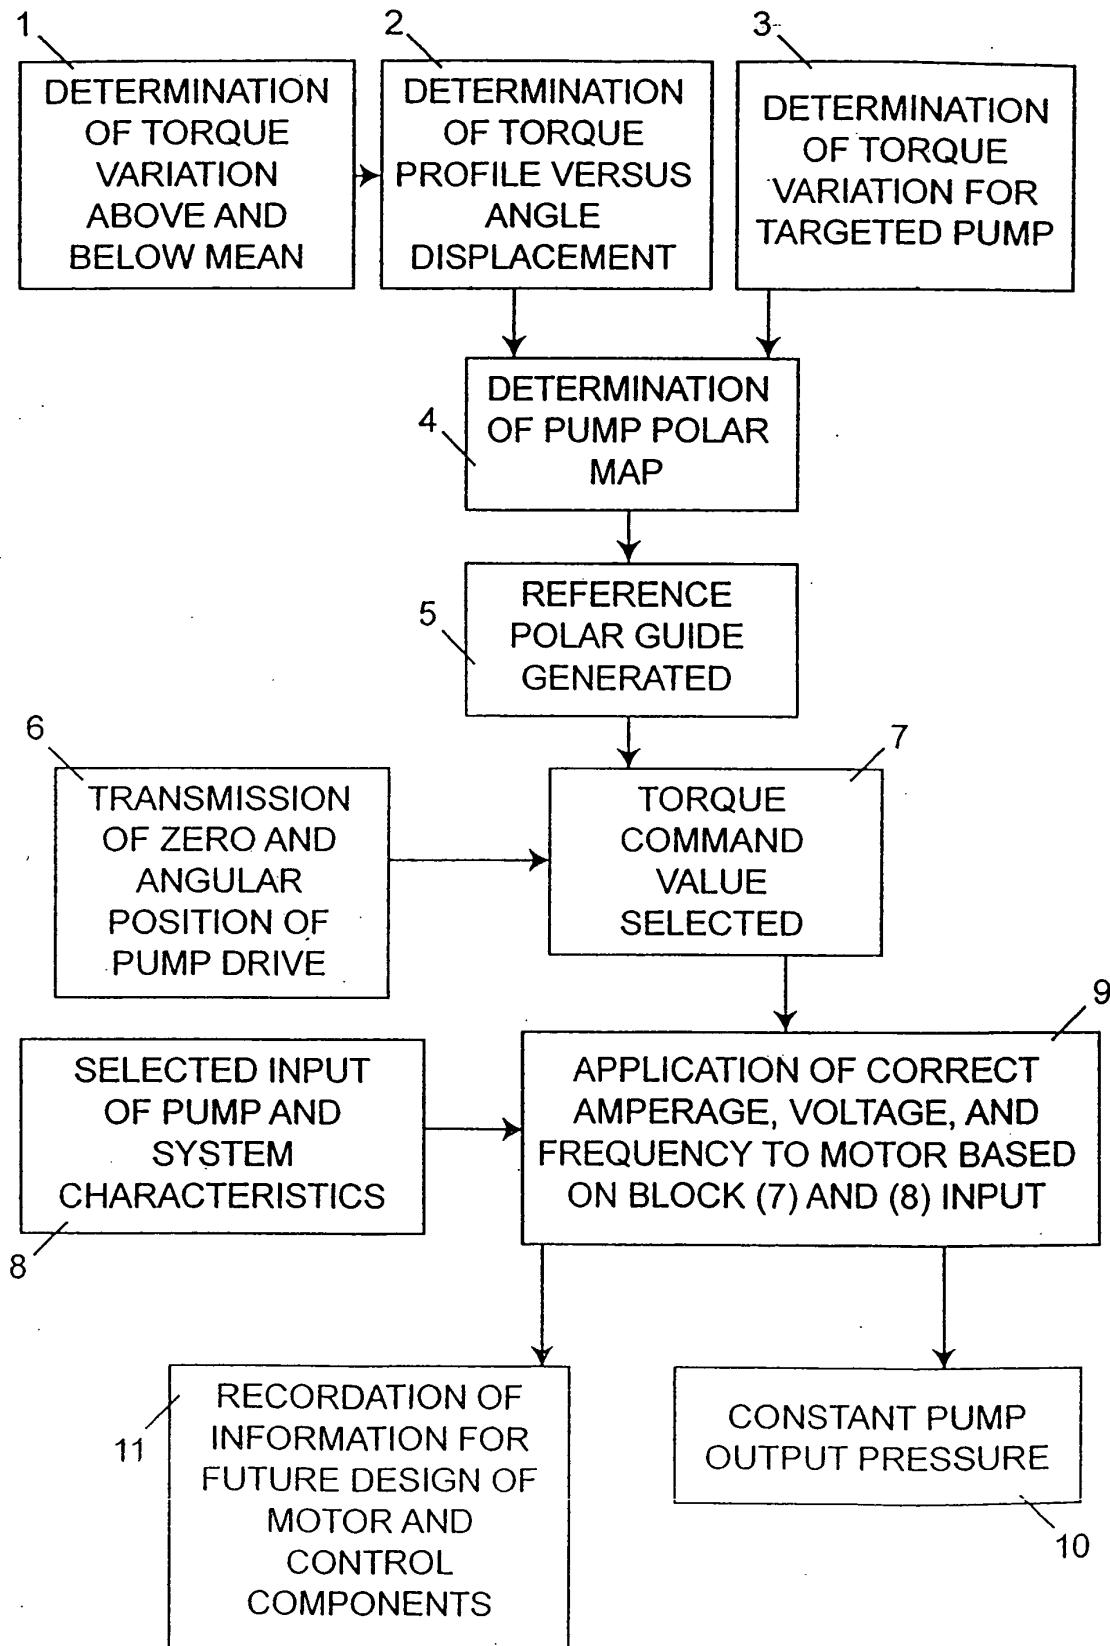 1
DETERMINATION
OF TORQUE
VARIATION
ABOVE AND
BELOW MEAN
2
DETERMINATION
OF TORQUE
PROFILE VERSUS
ANGLE
DISPLACEMENT
3
DETERMINATION
OF TORQUE
VARIATION FOR
TARGETED PUMP
4
DETERMINATION
OF PUMP POLAR
MAP
5
REFERENCE
POLAR GUIDE
GENERATED
6
TRANSMISSION
OF ZERO AND
ANGULAR
POSITION OF
PUMP DRIVE
7
TORQUE
COMMAND
VALUE
SELECTED
SELECTED INPUT
OF PUMP AND
SYSTEM
CHARACTERISTICS
8
9
APPLICATION OF CORRECT
AMPERAGE, VOLTAGE, AND
FREQUENCY TO MOTOR BASED
ON BLOCK (7) AND (8) INPUT
11
RECORDATION OF
INFORMATION FOR
FUTURE DESIGN OF
MOTOR AND
CONTROL
COMPONENTS
CONSTANT PUMP
OUTPUT PRESSURE
10